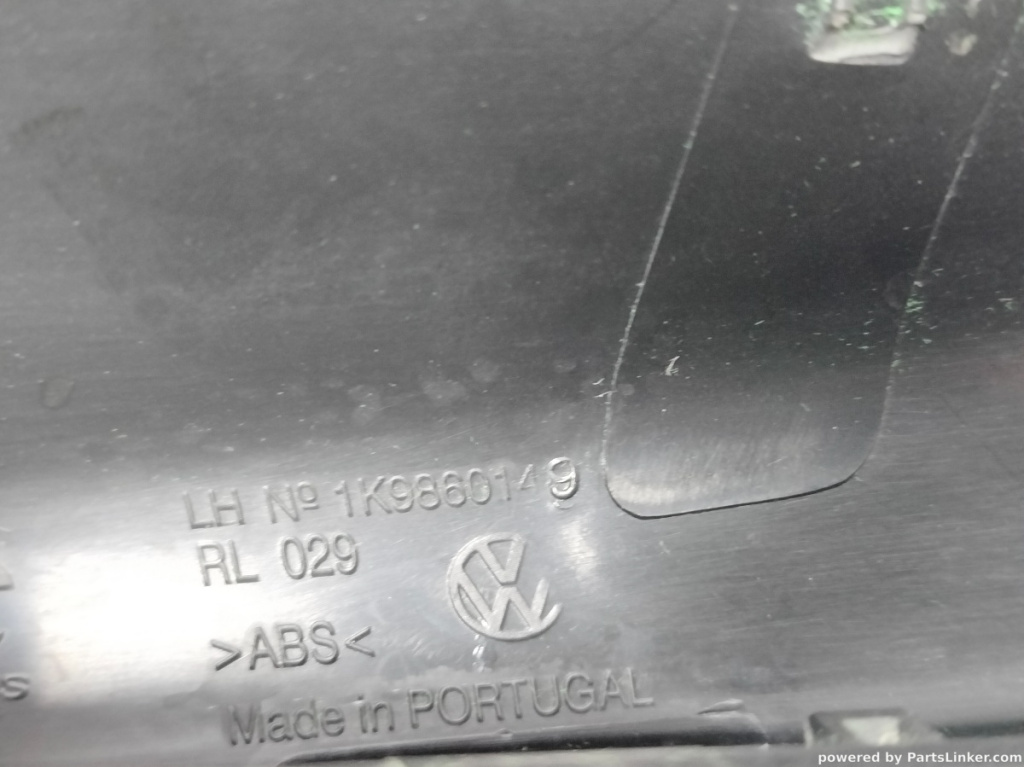 LH Nº 1K9860149
RL 029
>ABS<
Made in PORTUGAL
powered by PartsLinker.com